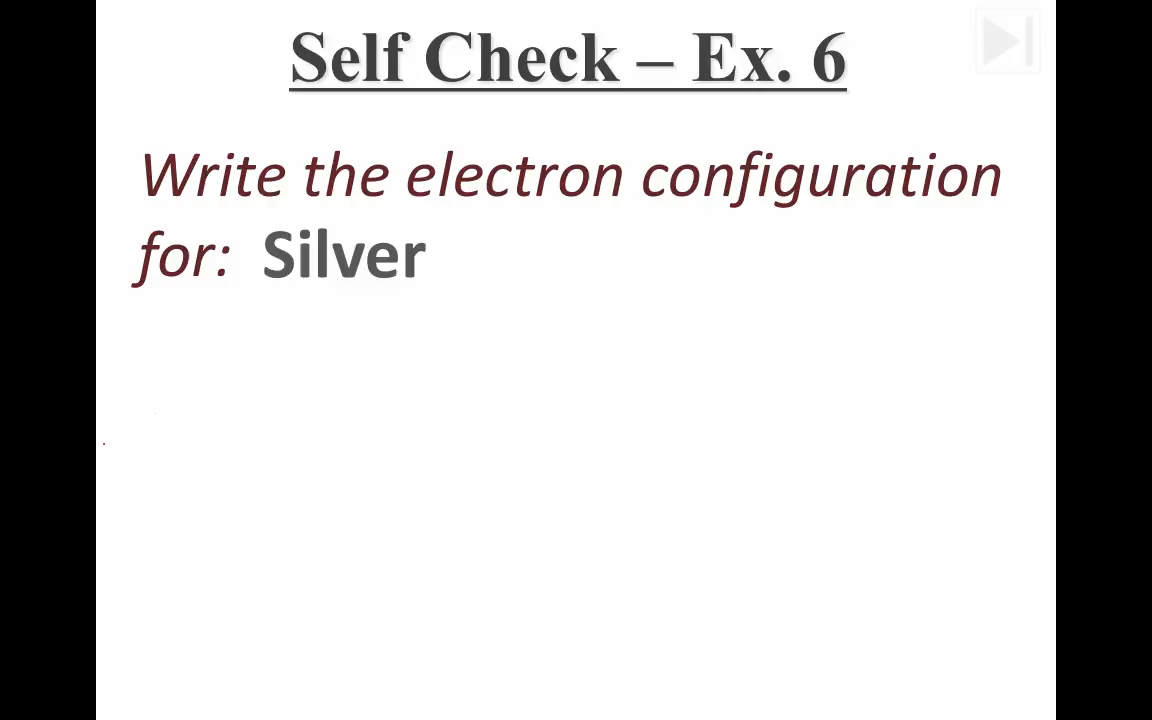 Self Check – Ex. 6
Write the electron configuration
for: Silver